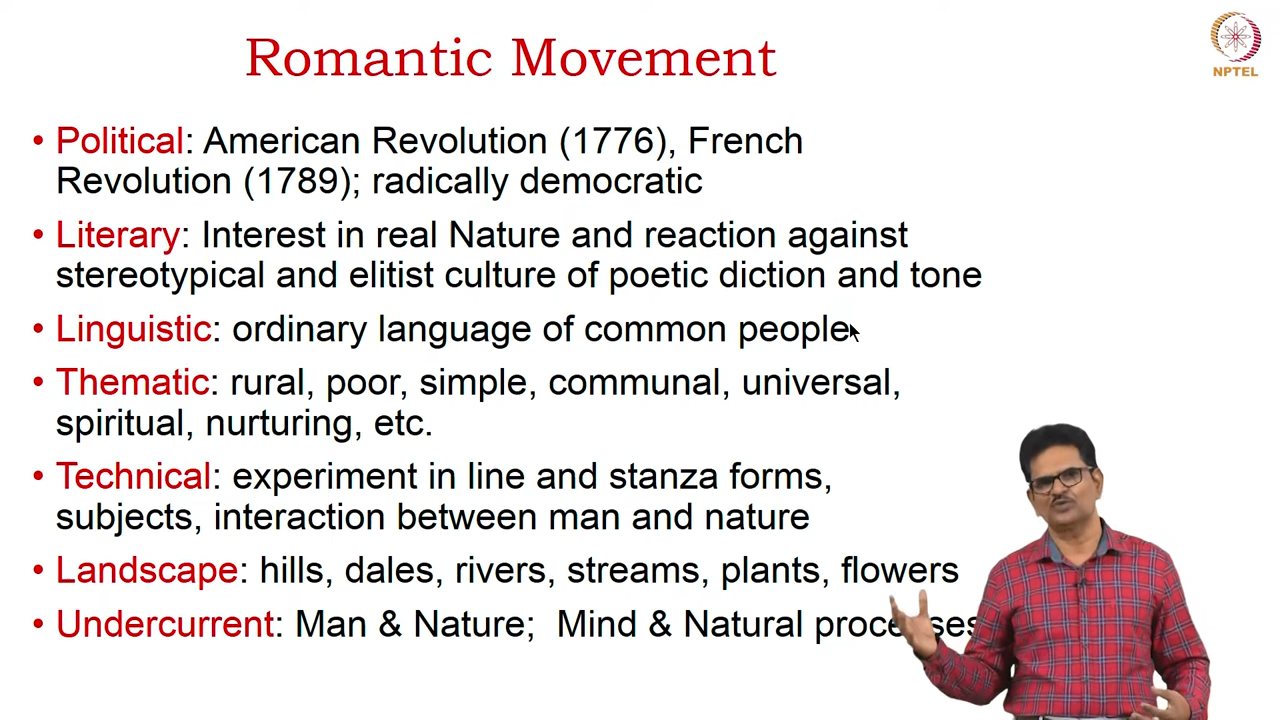 Romantic Movement
NPTEL
• Political: American Revolution (1776), French
Revolution (1789); radically democratic
• Literary: Interest in real Nature and reaction against
stereotypical and elitist culture of poetic diction and tone
• Linguistic: ordinary language of common people
• Thematic: rural, poor, simple, communal, universal,
spiritual, nurturing, etc.
• Technical: experiment in line and stanza forms,
subjects, interaction between man and nature
• Landscape: hills, dales, rivers, streams, plants, flowers
• Undercurrent: Man & Nature; Mind & Natural processes